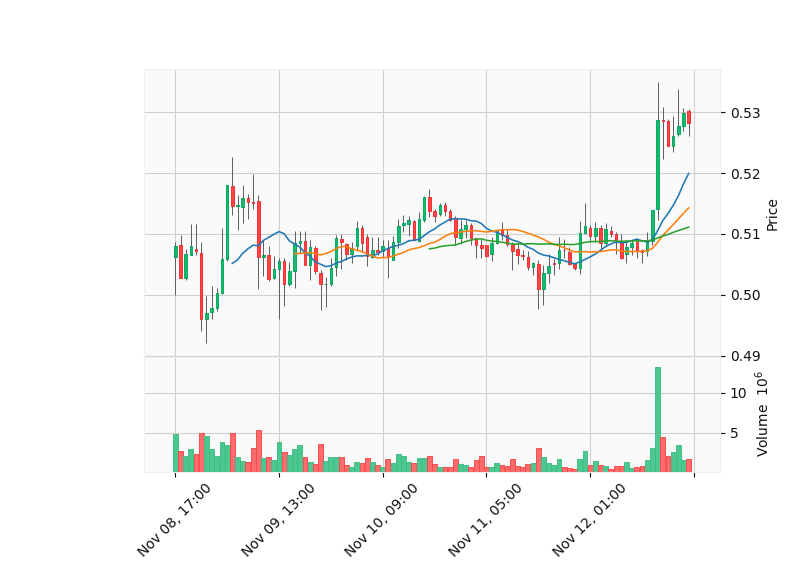 0.53
0.52
0.51
0.50
0.49
Price
10
5
Volume 10^6
Nov 08, 17:00
Nov 09, 13:00
Nov 10, 09:00
Nov 11, 05:00
Nov 12, 01:00